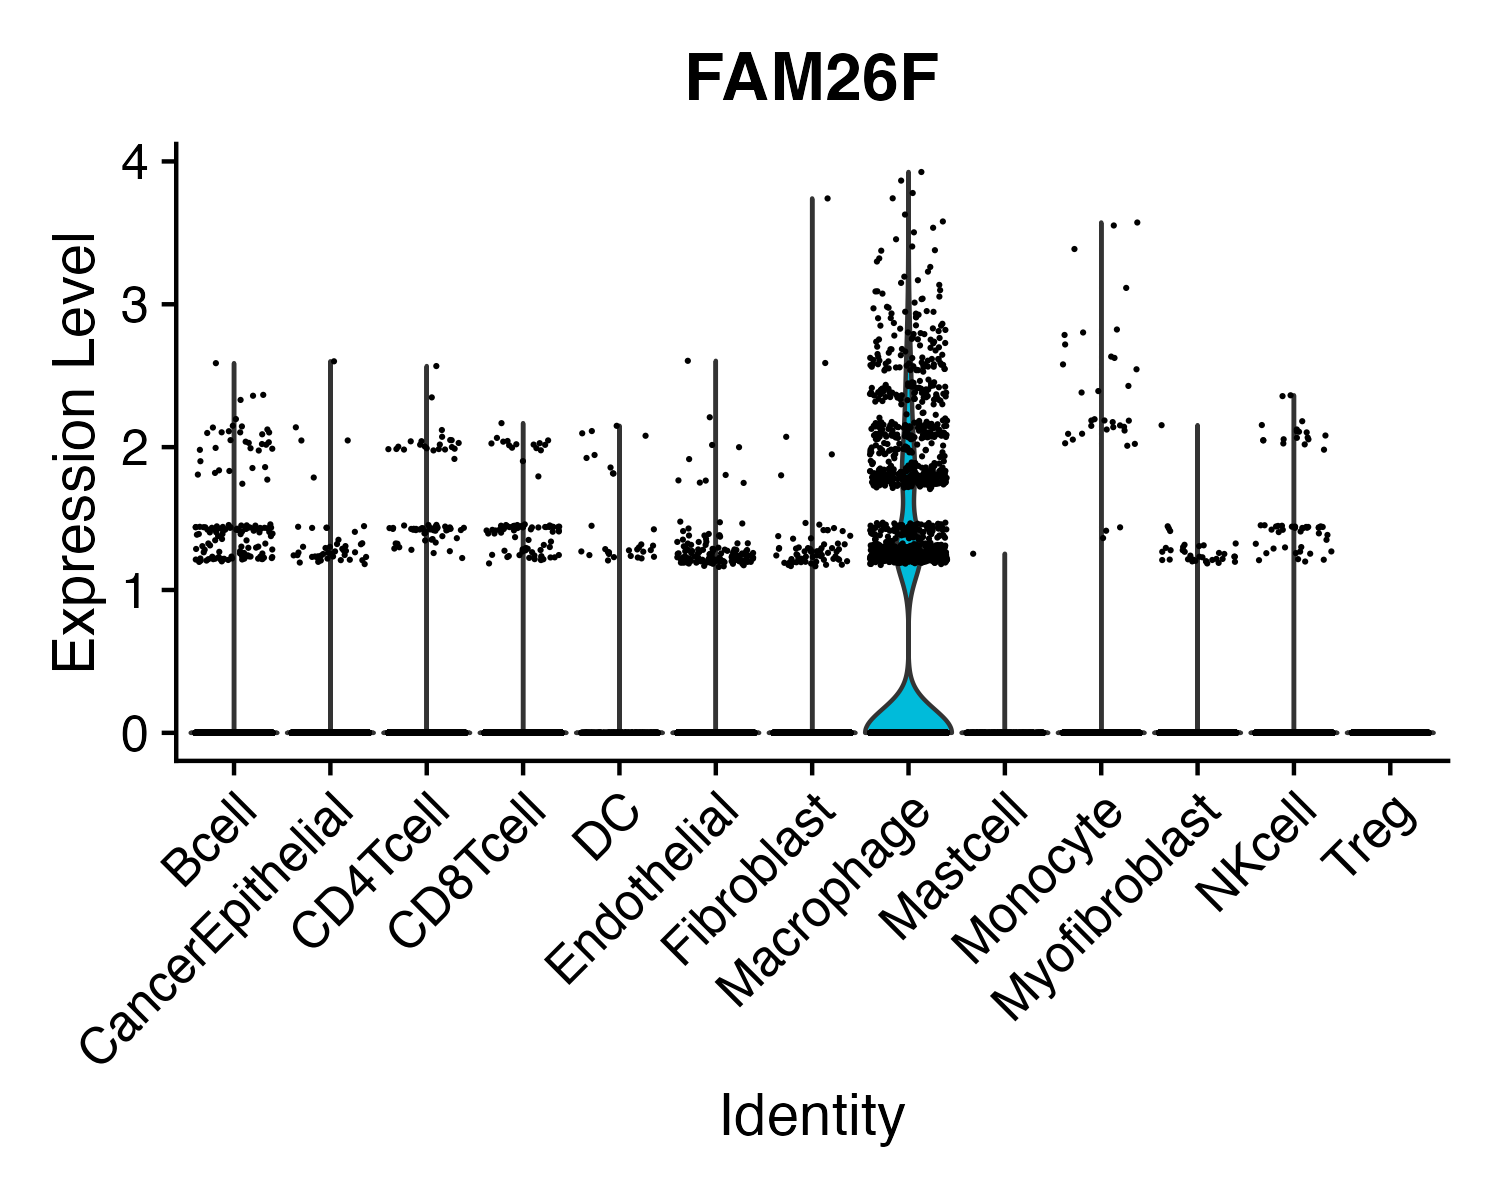 FAM26F
Expression Level
4
3
2
1
0
Bcell
CancerEpithelial
CD4Tcell
CD8Tcell
DC
Endothelial
Fibroblast
Macrophage
Mastcell
Monocyte
Myofibroblast
NKcell
Treg
Identity